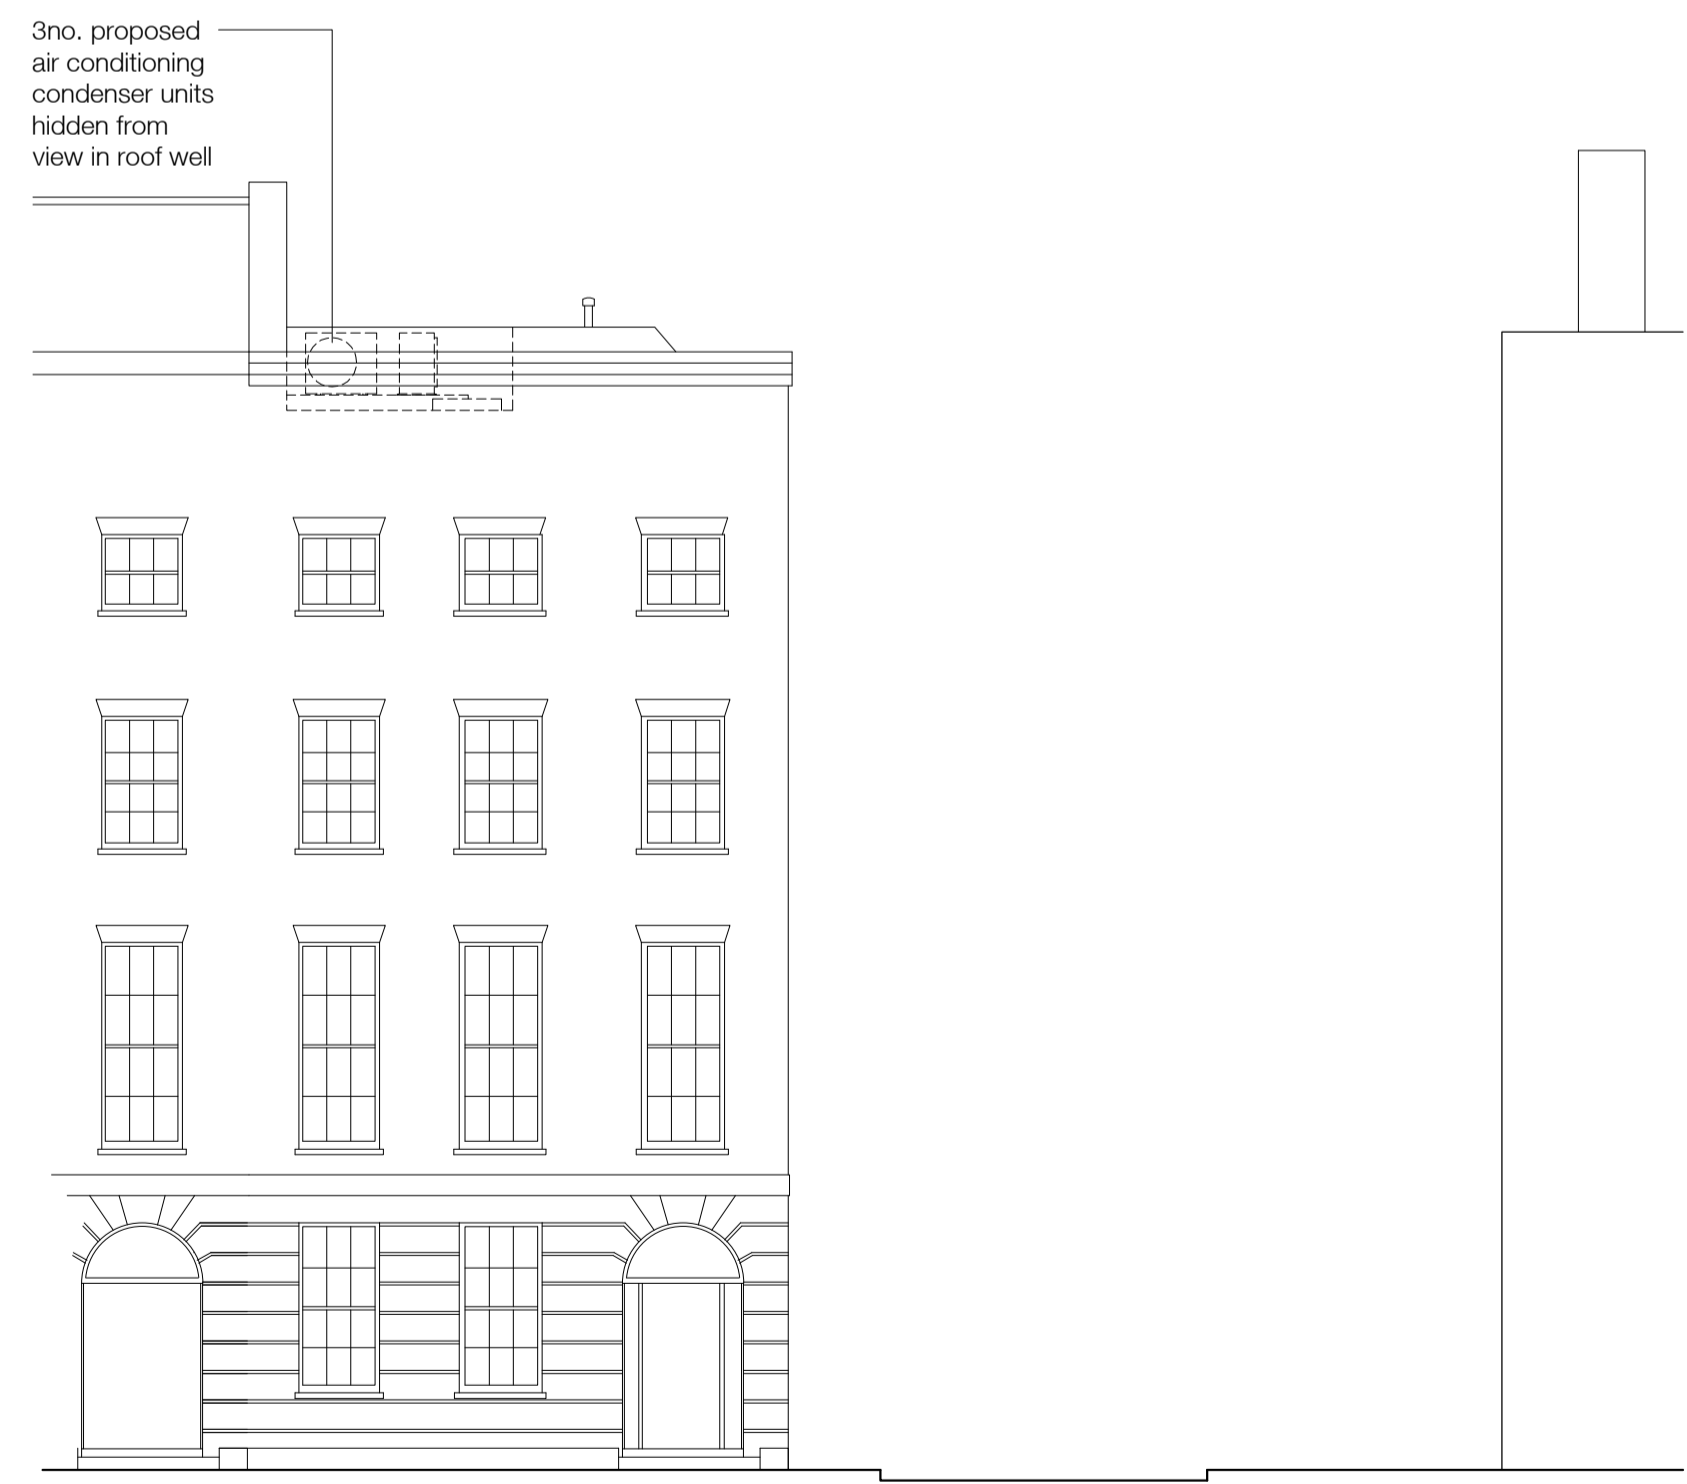 3no. proposed
air conditioning
condenser units
hidden from
view in roof well